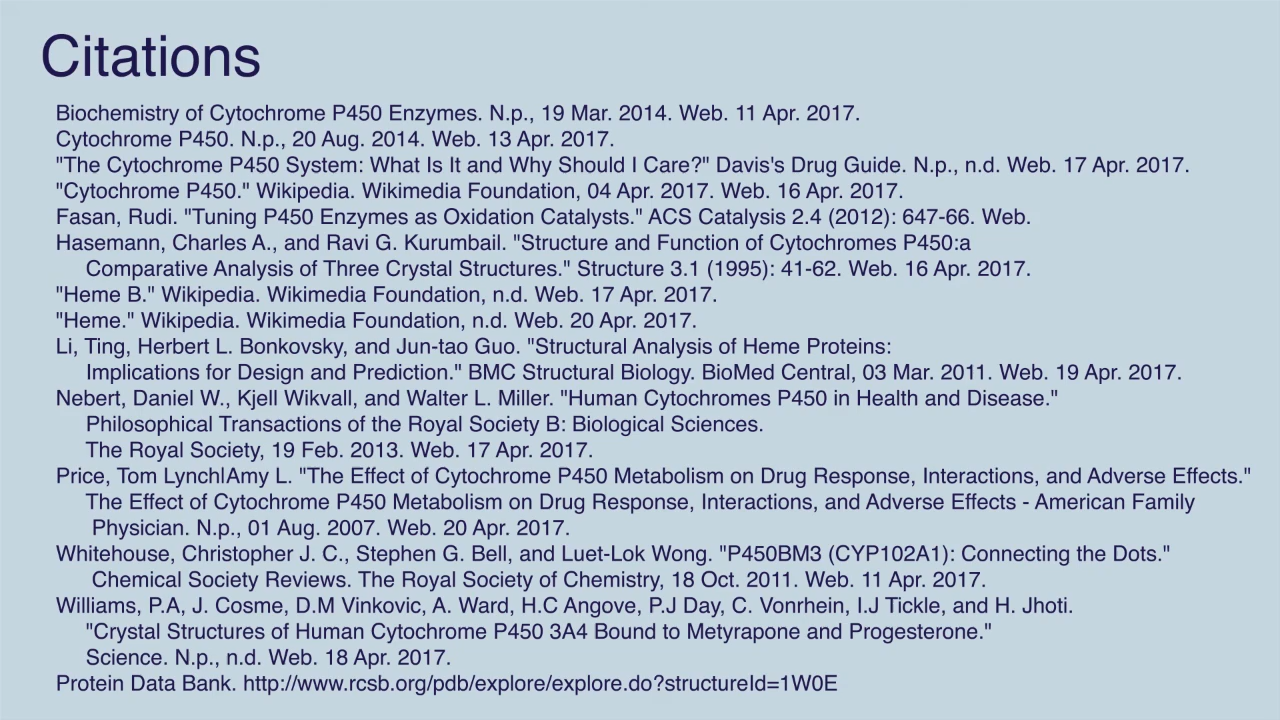 Citations
Biochemistry of Cytochrome P450 Enzymes. N.p., 19 Mar. 2014. Web. 11 Apr. 2017.
Cytochrome P450. N.p., 20 Aug. 2014. Web. 13 Apr. 2017.
"The Cytochrome P450 System: What Is It and Why Should I Care?" Davis's Drug Guide. N.p., n.d. Web. 17 Apr. 2017.
"Cytochrome P450." Wikipedia. Wikimedia Foundation, 04 Apr. 2017. Web. 16 Apr. 2017.
Fasan, Rudi. "Tuning P450 Enzymes as Oxidation Catalysts." ACS Catalysis 2.4 (2012): 647-66. Web.
Hasemann, Charles A., and Ravi G. Kurumbail. "Structure and Function of Cytochromes P450:a
Comparative Analysis of Three Crystal Structures." Structure 3.1 (1995): 41-62. Web. 16 Apr. 2017.
"Heme B." Wikipedia. Wikimedia Foundation, n.d. Web. 17 Apr. 2017.
"Heme." Wikipedia. Wikimedia Foundation, n.d. Web. 20 Apr. 2017.
Li, Ting, Herbert L. Bonkovsky, and Jun-tao Guo. "Structural Analysis of Heme Proteins:
Implications for Design and Prediction." BMC Structural Biology. BioMed Central, 03 Mar. 2011. Web. 19 Apr. 2017.
Nebert, Daniel W., Kjell Wikvall, and Walter L. Miller. "Human Cytochromes P450 in Health and Disease."
Philosophical Transactions of the Royal Society B: Biological Sciences.
The Royal Society, 19 Feb. 2013. Web. 17 Apr. 2017.
Price, Tom Lynch|Amy L. "The Effect of Cytochrome P450 Metabolism on Drug Response, Interactions, and Adverse Effects."
The Effect of Cytochrome P450 Metabolism on Drug Response, Interactions, and Adverse Effects - American Family
Physician. N.p., 01 Aug. 2007. Web. 20 Apr. 2017.
Whitehouse, Christopher J. C., Stephen G. Bell, and Luet-Lok Wong. "P450BM3 (CYP102A1): Connecting the Dots."
Chemical Society Reviews. The Royal Society of Chemistry, 18 Oct. 2011. Web. 11 Apr. 2017.
Williams, P.A, J. Cosme, D.M Vinkovic, A. Ward, H.C Angove, P.J Day, C. Vonrhein, I.J Tickle, and H. Jhoti.
"Crystal Structures of Human Cytochrome P450 3A4 Bound to Metyrapone and Progesterone."
Science. N.p., n.d. Web. 18 Apr. 2017.
Protein Data Bank. http://www.rcsb.org/pdb/explore/explore.do?structureId=1W0E